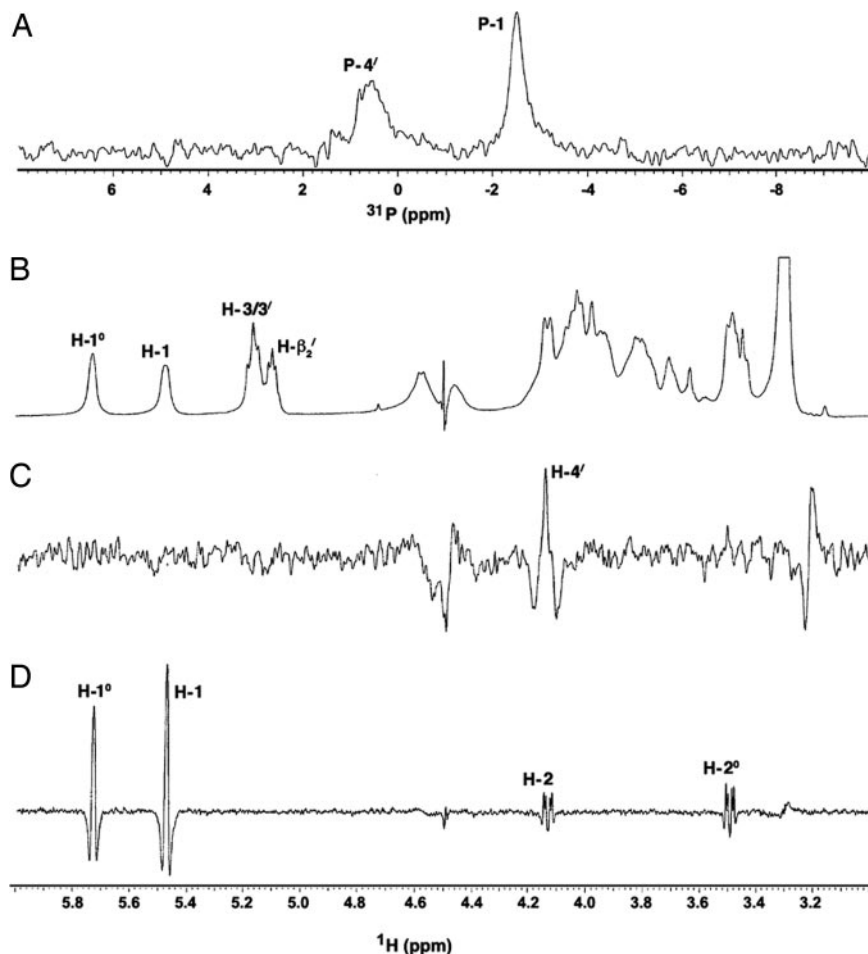 A
P-4′
P-1
6 4 2 0 -2 -4 -6 -8
³¹P (ppm)
B
H-1⁰
H-1
H-3/3′
H-β₂′
C
H-4′
D
H-1⁰
H-1
H-2
H-2⁰
5.8 5.6 5.4 5.2 5.0 4.8 4.6 4.4 4.2 4.0 3.8 3.6 3.4 3.2
¹H (ppm)